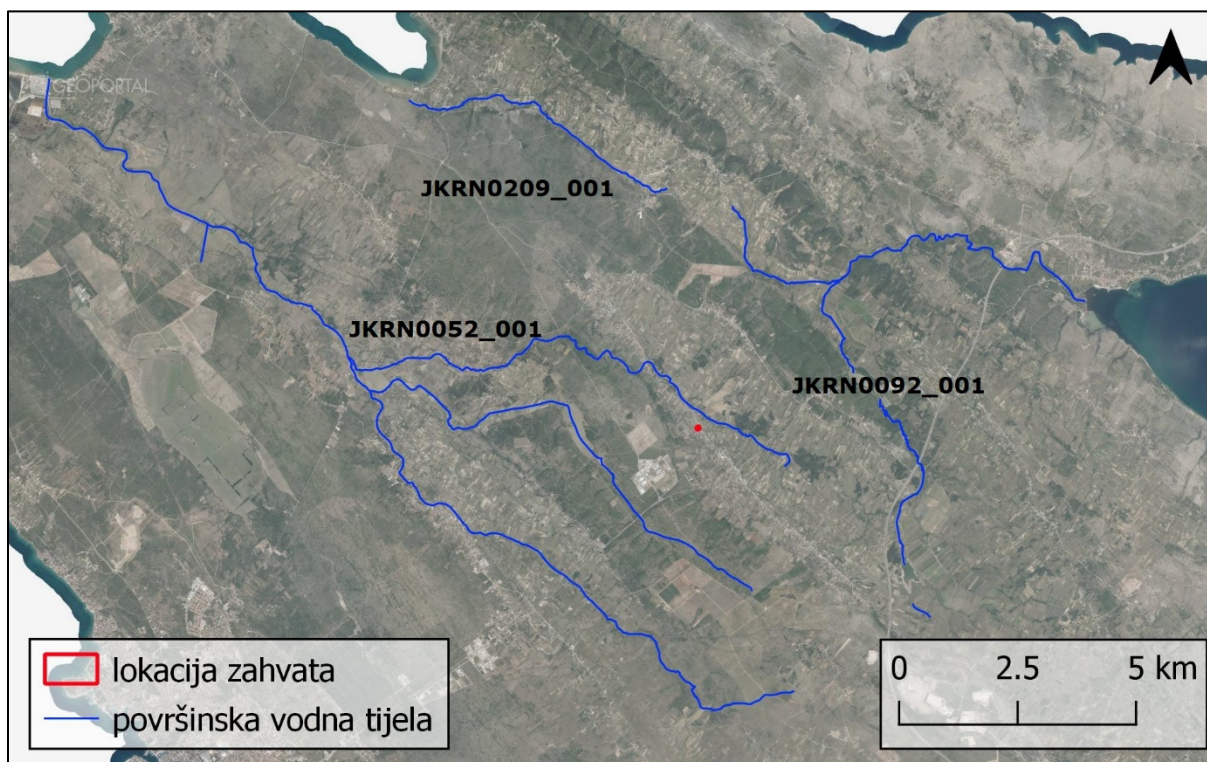 GEOPORTAL
JKRN0209_001
JKRN0052_001
JKRN0092_001
lokacija zahvata
površinska vodna tijela
0 2.5 5 km